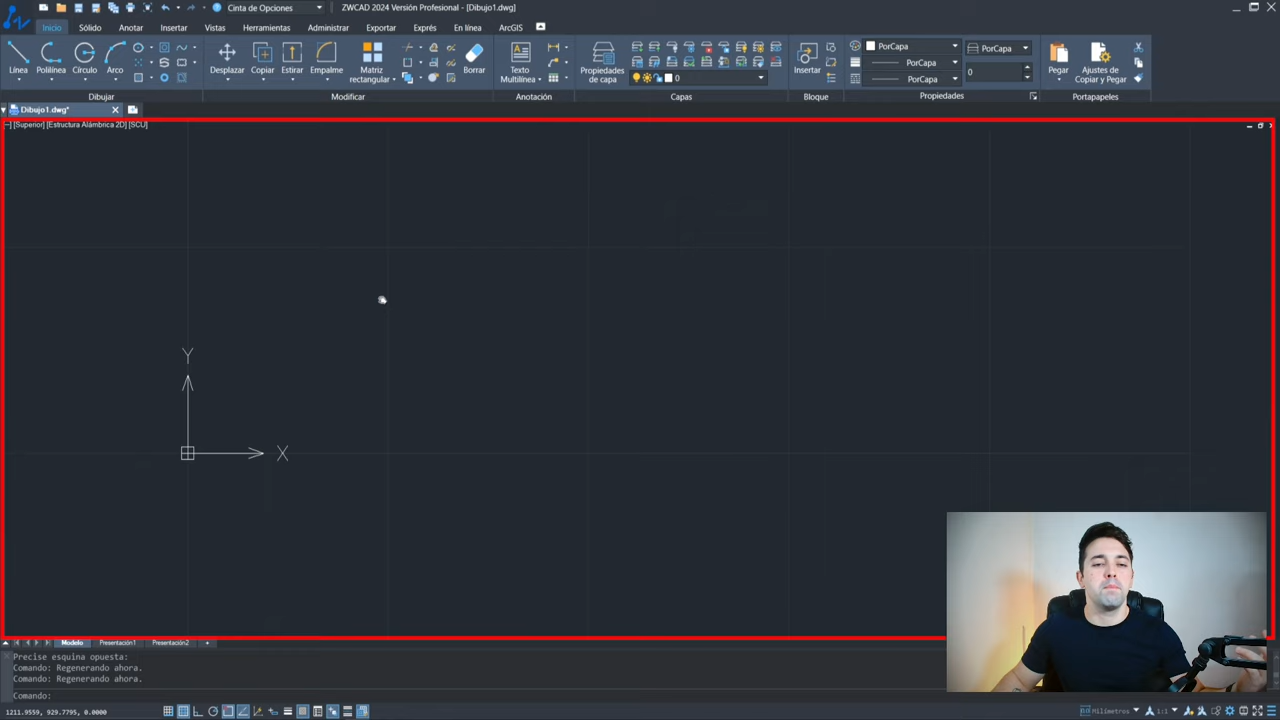 Cinta de Opciones ZWCAD 2024 Versión Profesional - [Dibujo1.dwg]
Inicio Sólido Anotar Insertar Vistas Herramientas Administrar Exportar Exprés En línea ArcGIS
Línea Polilínea Círculo Arco Desplazar Copiar Estirar Empalme Matriz rectangular Borrar Texto Multilínea Propiedades de capa 0 Insertar PorCapa PorCapa PorCapa PorCapa 0 Pegar Ajustes de Copiar y Pegar
Dibujar Modificar Anotación Capas Bloque Propiedades Portapapeles
Dibujo1.dwg*
[Superior] [Estructura Alámbrica 2D] [SCU]
Y
X
Modelo Presentación1 Presentación2 +
Precise esquina opuesta:
Comando: Regenerando ahora.
Comando: Regenerando ahora.
Comando:
1211.9559, 929.7795, 0.0000 Milímetros 1:1